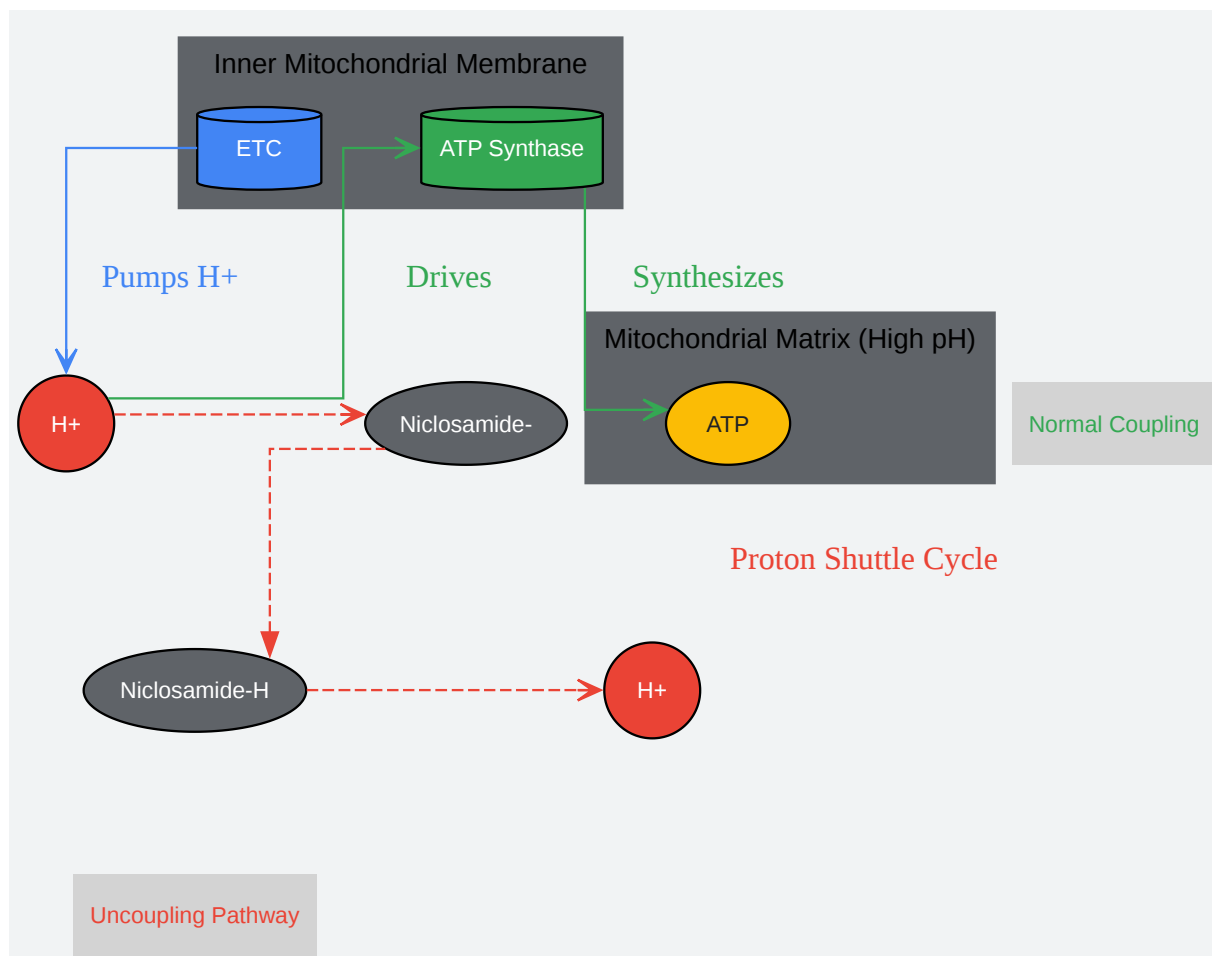 Inner Mitochondrial Membrane
ETC
ATP Synthase
Pumps H+
Drives
Synthesizes
Mitochondrial Matrix (High pH)
H+
Niclosamide-
ATP
Normal Coupling
Proton Shuttle Cycle
Niclosamide-H
H+
Uncoupling Pathway